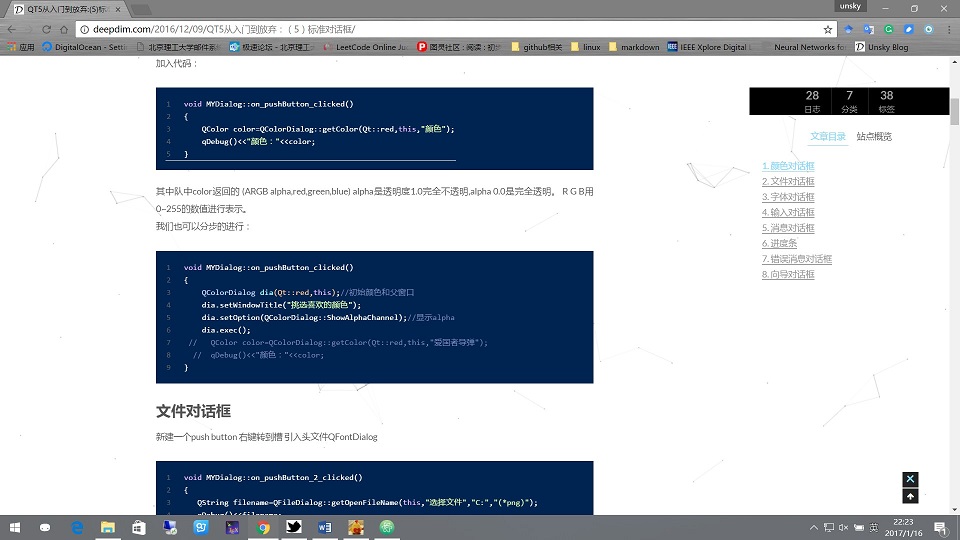 unsky
QT5从入门到放弃:(5)标
deepdim.com/2016/12/09/QT5从入门到放弃:（5）标准对话框/
应用
DigitalOcean - Setti
北京理工大学邮件系
极速论坛 - 北京理工
LeetCode Online Ju
图灵社区 : 阅读 : 初
github相关
linux
markdown
IEEE Xplore Digital L
Neural Networks for
Unsky Blog
加入代码：
1 void MYDialog::on_pushButton_clicked()
2 {
3 QColor color=QColorDialog::getColor(Qt::red,this,"颜色");
4 qDebug()<<"颜色："<<color;
5 }
其中队中color返回的 (ARGB alpha,red,green,blue) alpha是透明度1.0完全不透明,alpha 0.0是完全透明。 R G B用
0~255的数值进行表示。
我们也可以分步的进行：
1 void MYDialog::on_pushButton_clicked()
2 {
3 QColorDialog dia(Qt::red,this);//初始颜色和父窗口
4 dia.setWindowTitle("挑选喜欢的颜色");
5 dia.setOption(QColorDialog::ShowAlphaChannel);//显示alpha
6 dia.exec();
7 // QColor color=QColorDialog::getColor(Qt::red,this,"爱国者导弹");
8 // qDebug()<<"颜色："<<color;
9 }
文件对话框
新建一个push button 右键转到槽 引入头文件QFontDialog
1 void MYDialog::on_pushButton_2_clicked()
2 {
3 QString filename=QFileDialog::getOpenFileName(this,"选择文件","C:","(*png)");
4 qDebug()<<filename;
28
7
38
日志
分类
标签
文章目录
站点概览
1. 颜色对话框
2. 文件对话框
3. 字体对话框
4. 输入对话框
5. 消息对话框
6. 进度条
7. 错误消息对话框
8. 向导对话框
英
22:23
2017/1/16